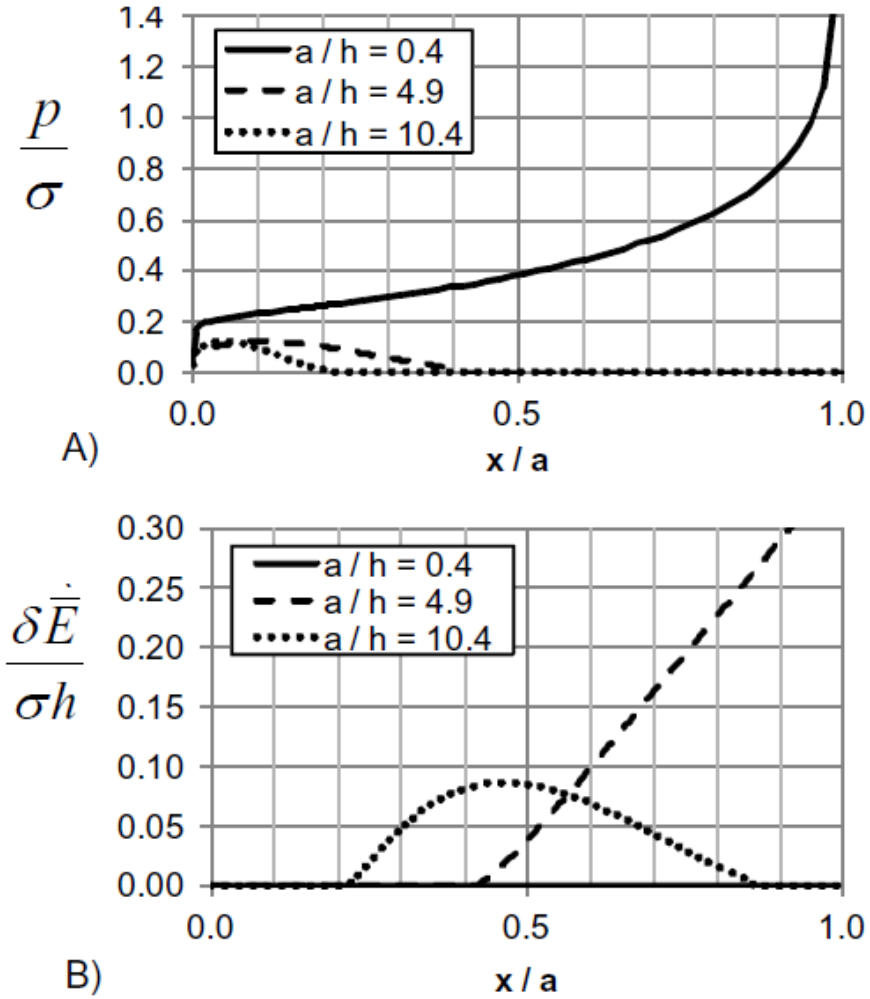 1.4
1.2
1.0
0.8
0.6
0.4
0.2
0.0
p
σ
a / h = 0.4
a / h = 4.9
a / h = 10.4
0.0 0.5 1.0
A)
x / a
0.30
0.25
0.20
0.15
0.10
0.05
0.00
δĒ̇
σh
a / h = 0.4
a / h = 4.9
a / h = 10.4
0.0 0.5 1.0
B)
x / a